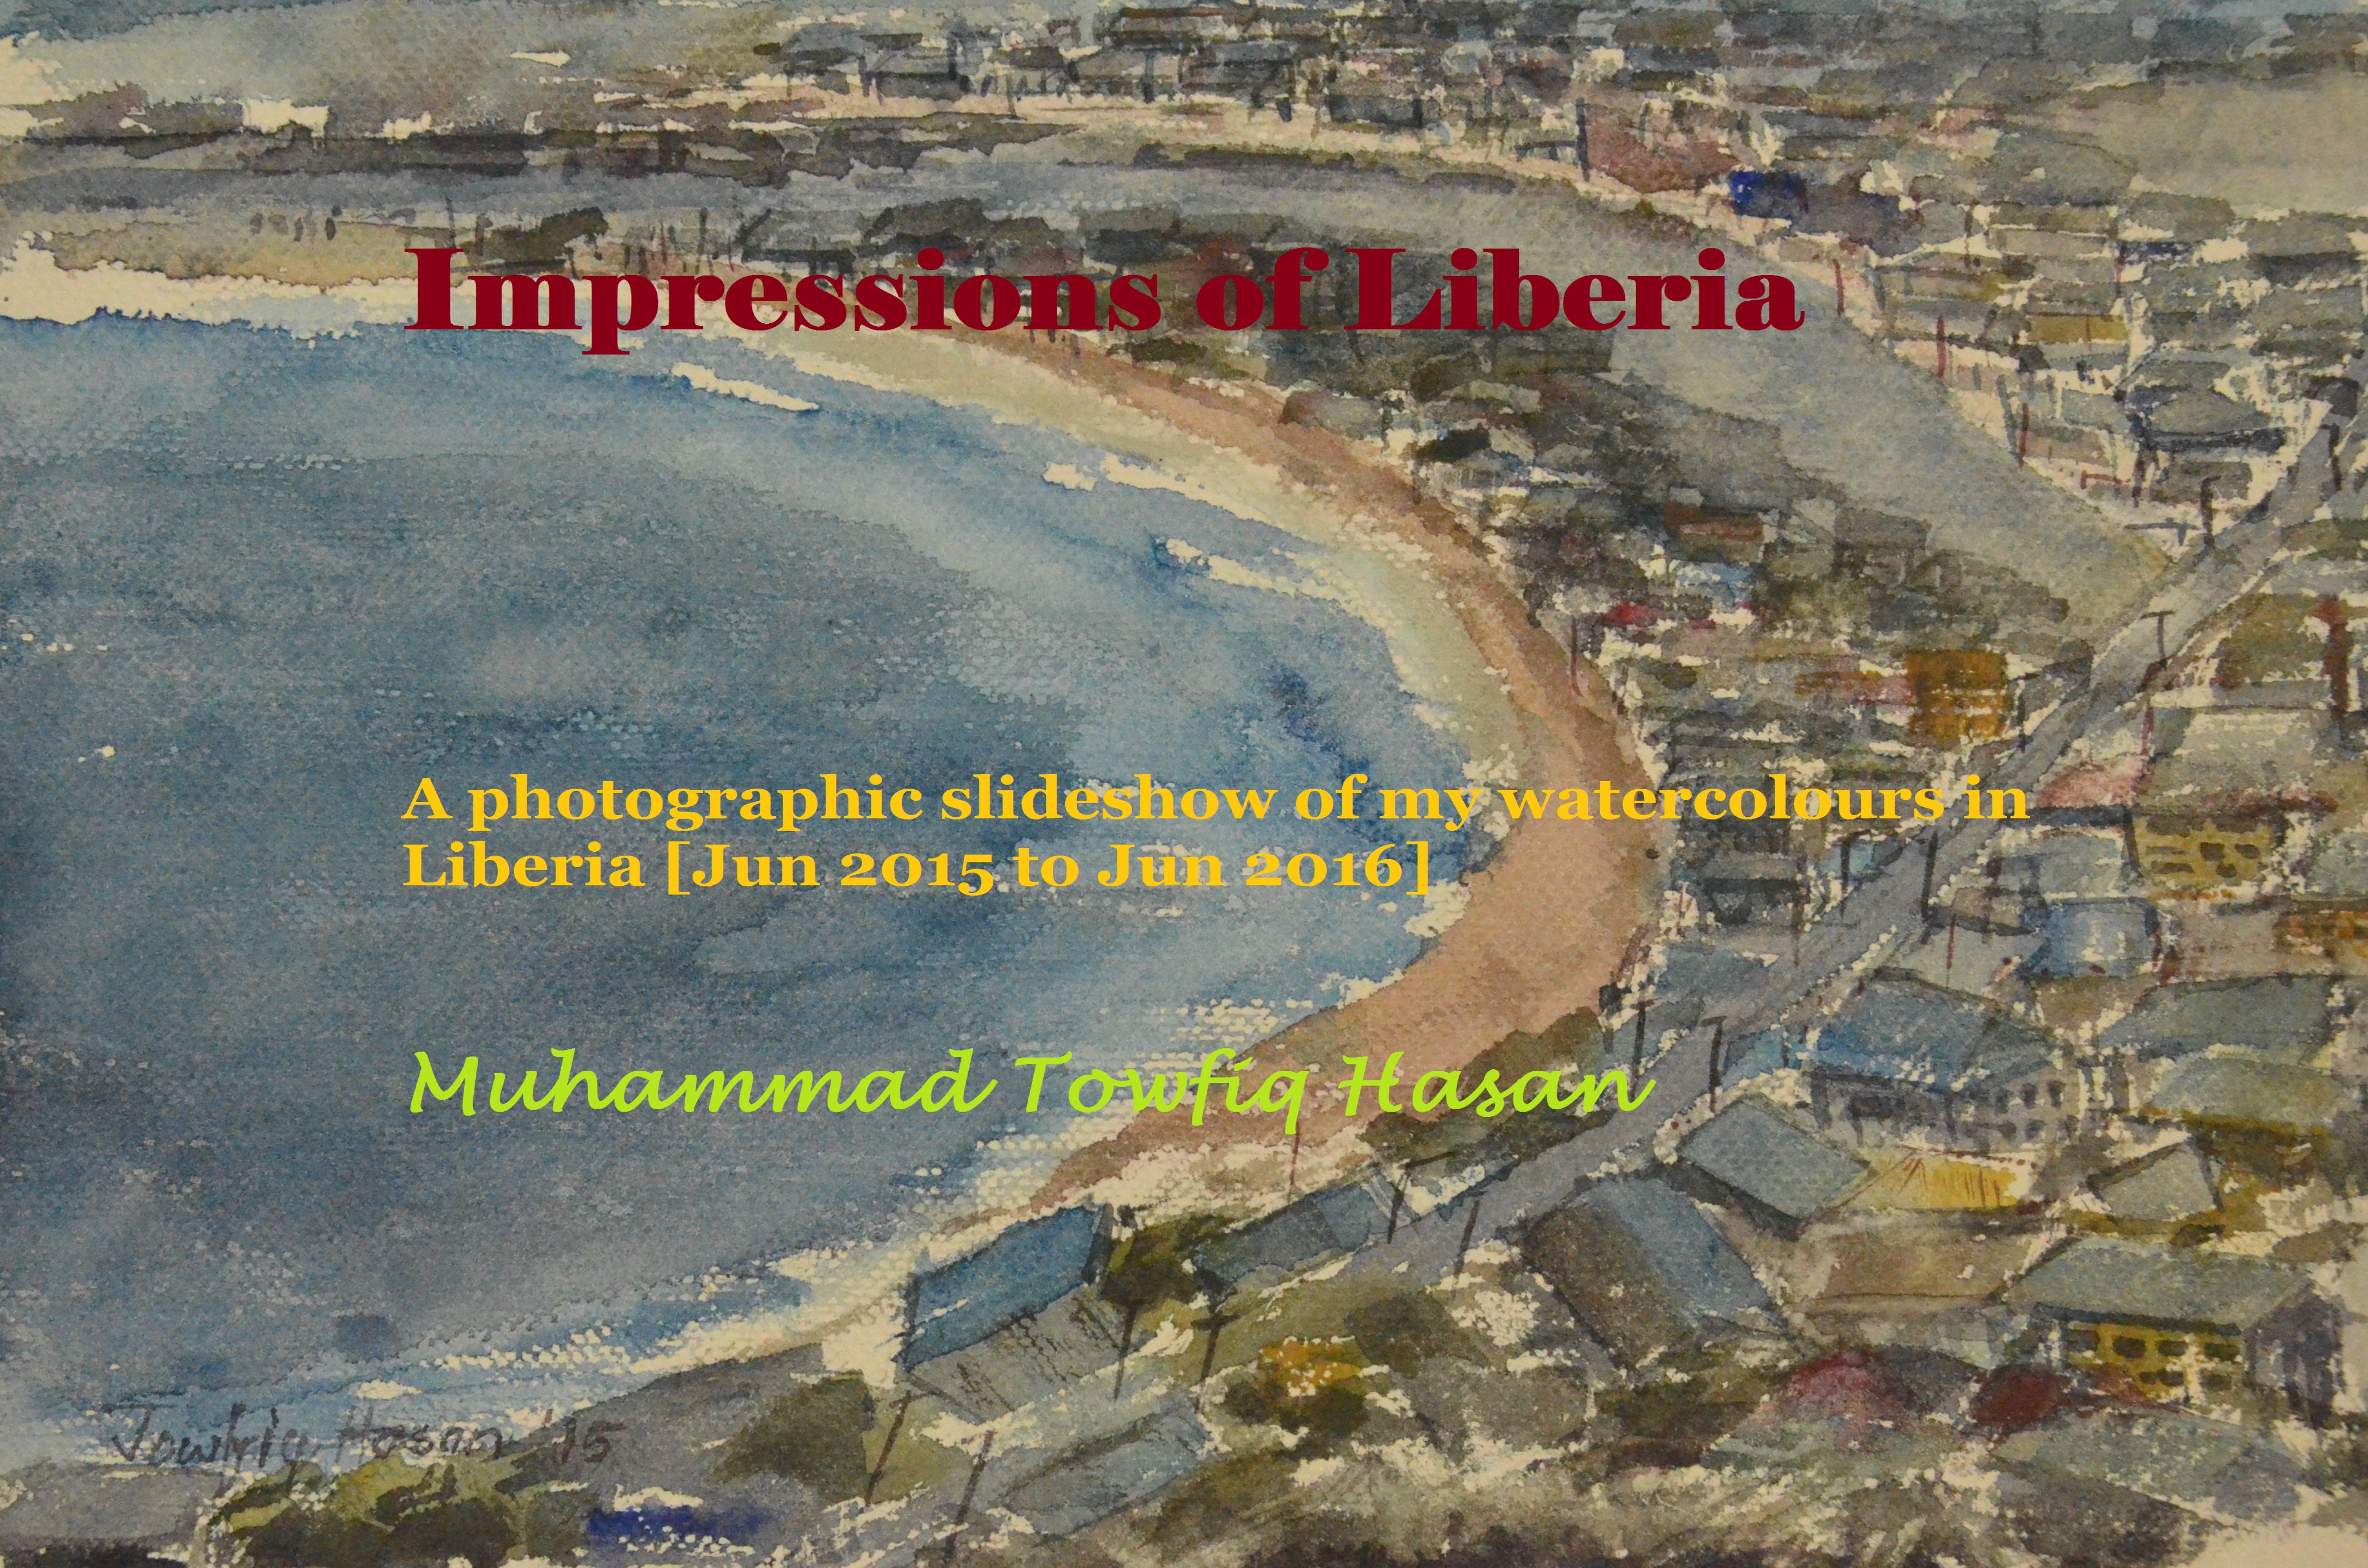 Impressions of Liberia
A photographic slideshow of my watercolours in
Liberia [Jun 2015 to Jun 2016]
Muhammad Towfiq Hasan
Towfiq Hasan '15